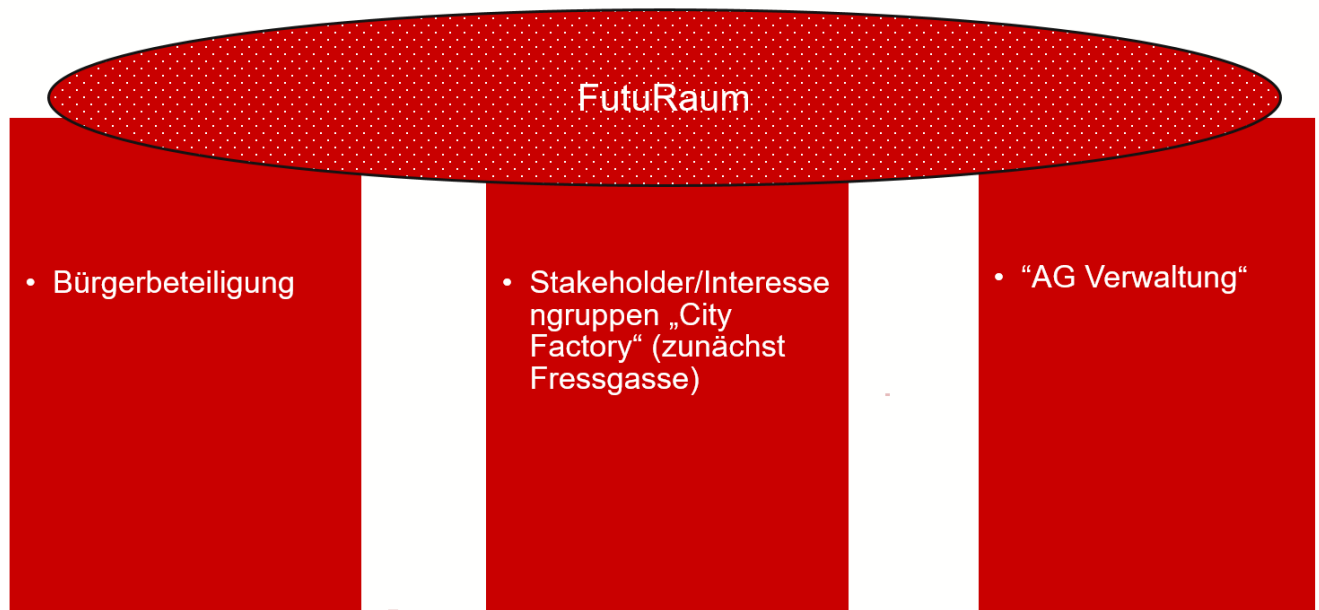 FutuRaum
• Bürgerbeteiligung
• Stakeholder/Interesse
ngruppen „City
Factory“ (zunächst
Fressgasse)
• “AG Verwaltung“